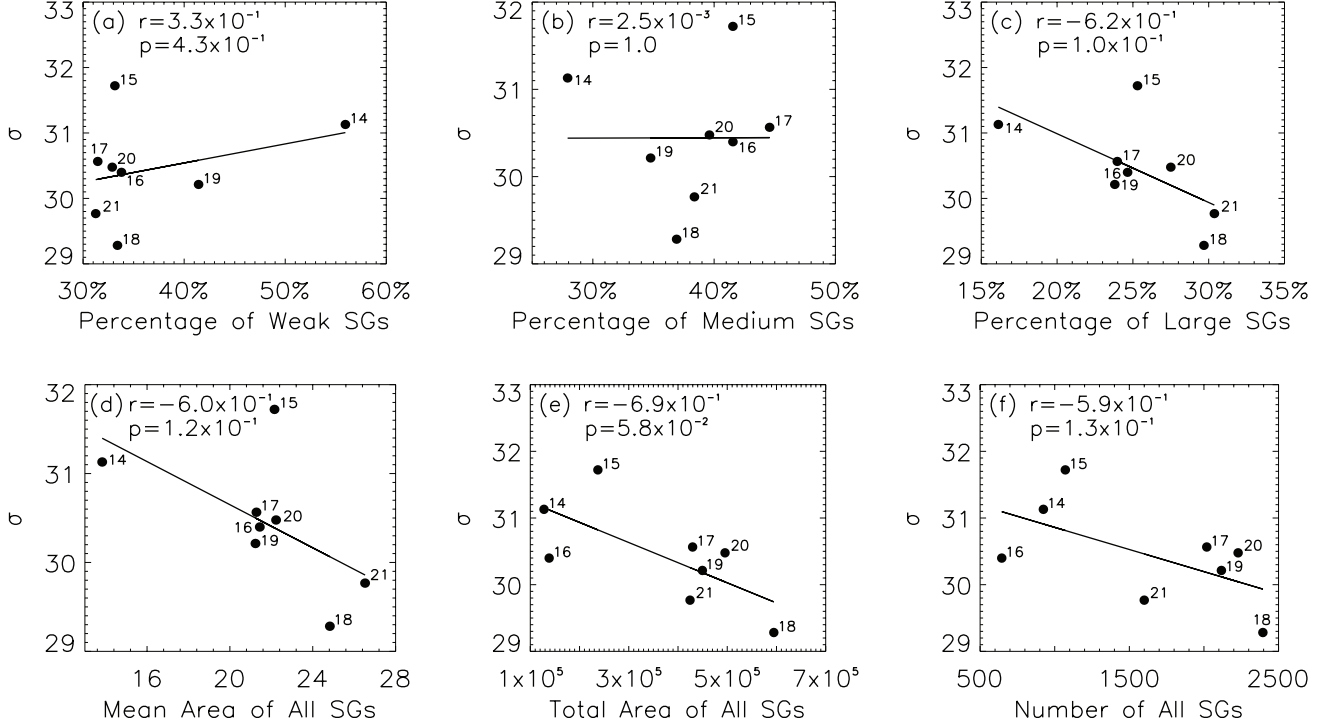 33
(a) r=3.3x10⁻¹
p=4.3x10⁻¹
32
15
14
31
17
20
16
19
30
21
18
29
σ
30% 40% 50% 60%
Percentage of Weak SGs
32
(b) r=2.5x10⁻³
p=1.0
15
14
31
17
20
16
19
30
21
18
29
σ
30% 40% 50%
Percentage of Medium SGs
33
(c) r=−6.2x10⁻¹
p=1.0x10⁻¹
32
15
14
31
17
20
16
19
30
21
18
29
σ
15% 20% 25% 30% 35%
Percentage of Large SGs
32
(d) r=−6.0x10⁻¹
p=1.2x10⁻¹
15
14
31
17
20
16
19
30
21
18
29
σ
16 20 24 28
Mean Area of All SGs
33
(e) r=−6.9x10⁻¹
p=5.8x10⁻²
32
15
14
31
17
20
16
19
30
21
18
29
σ
1x10⁵ 3x10⁵ 5x10⁵ 7x10⁵
Total Area of All SGs
33
(f) r=−5.9x10⁻¹
p=1.3x10⁻¹
32
15
14
31
17
20
16
19
30
21
18
29
σ
500 1500 2500
Number of All SGs